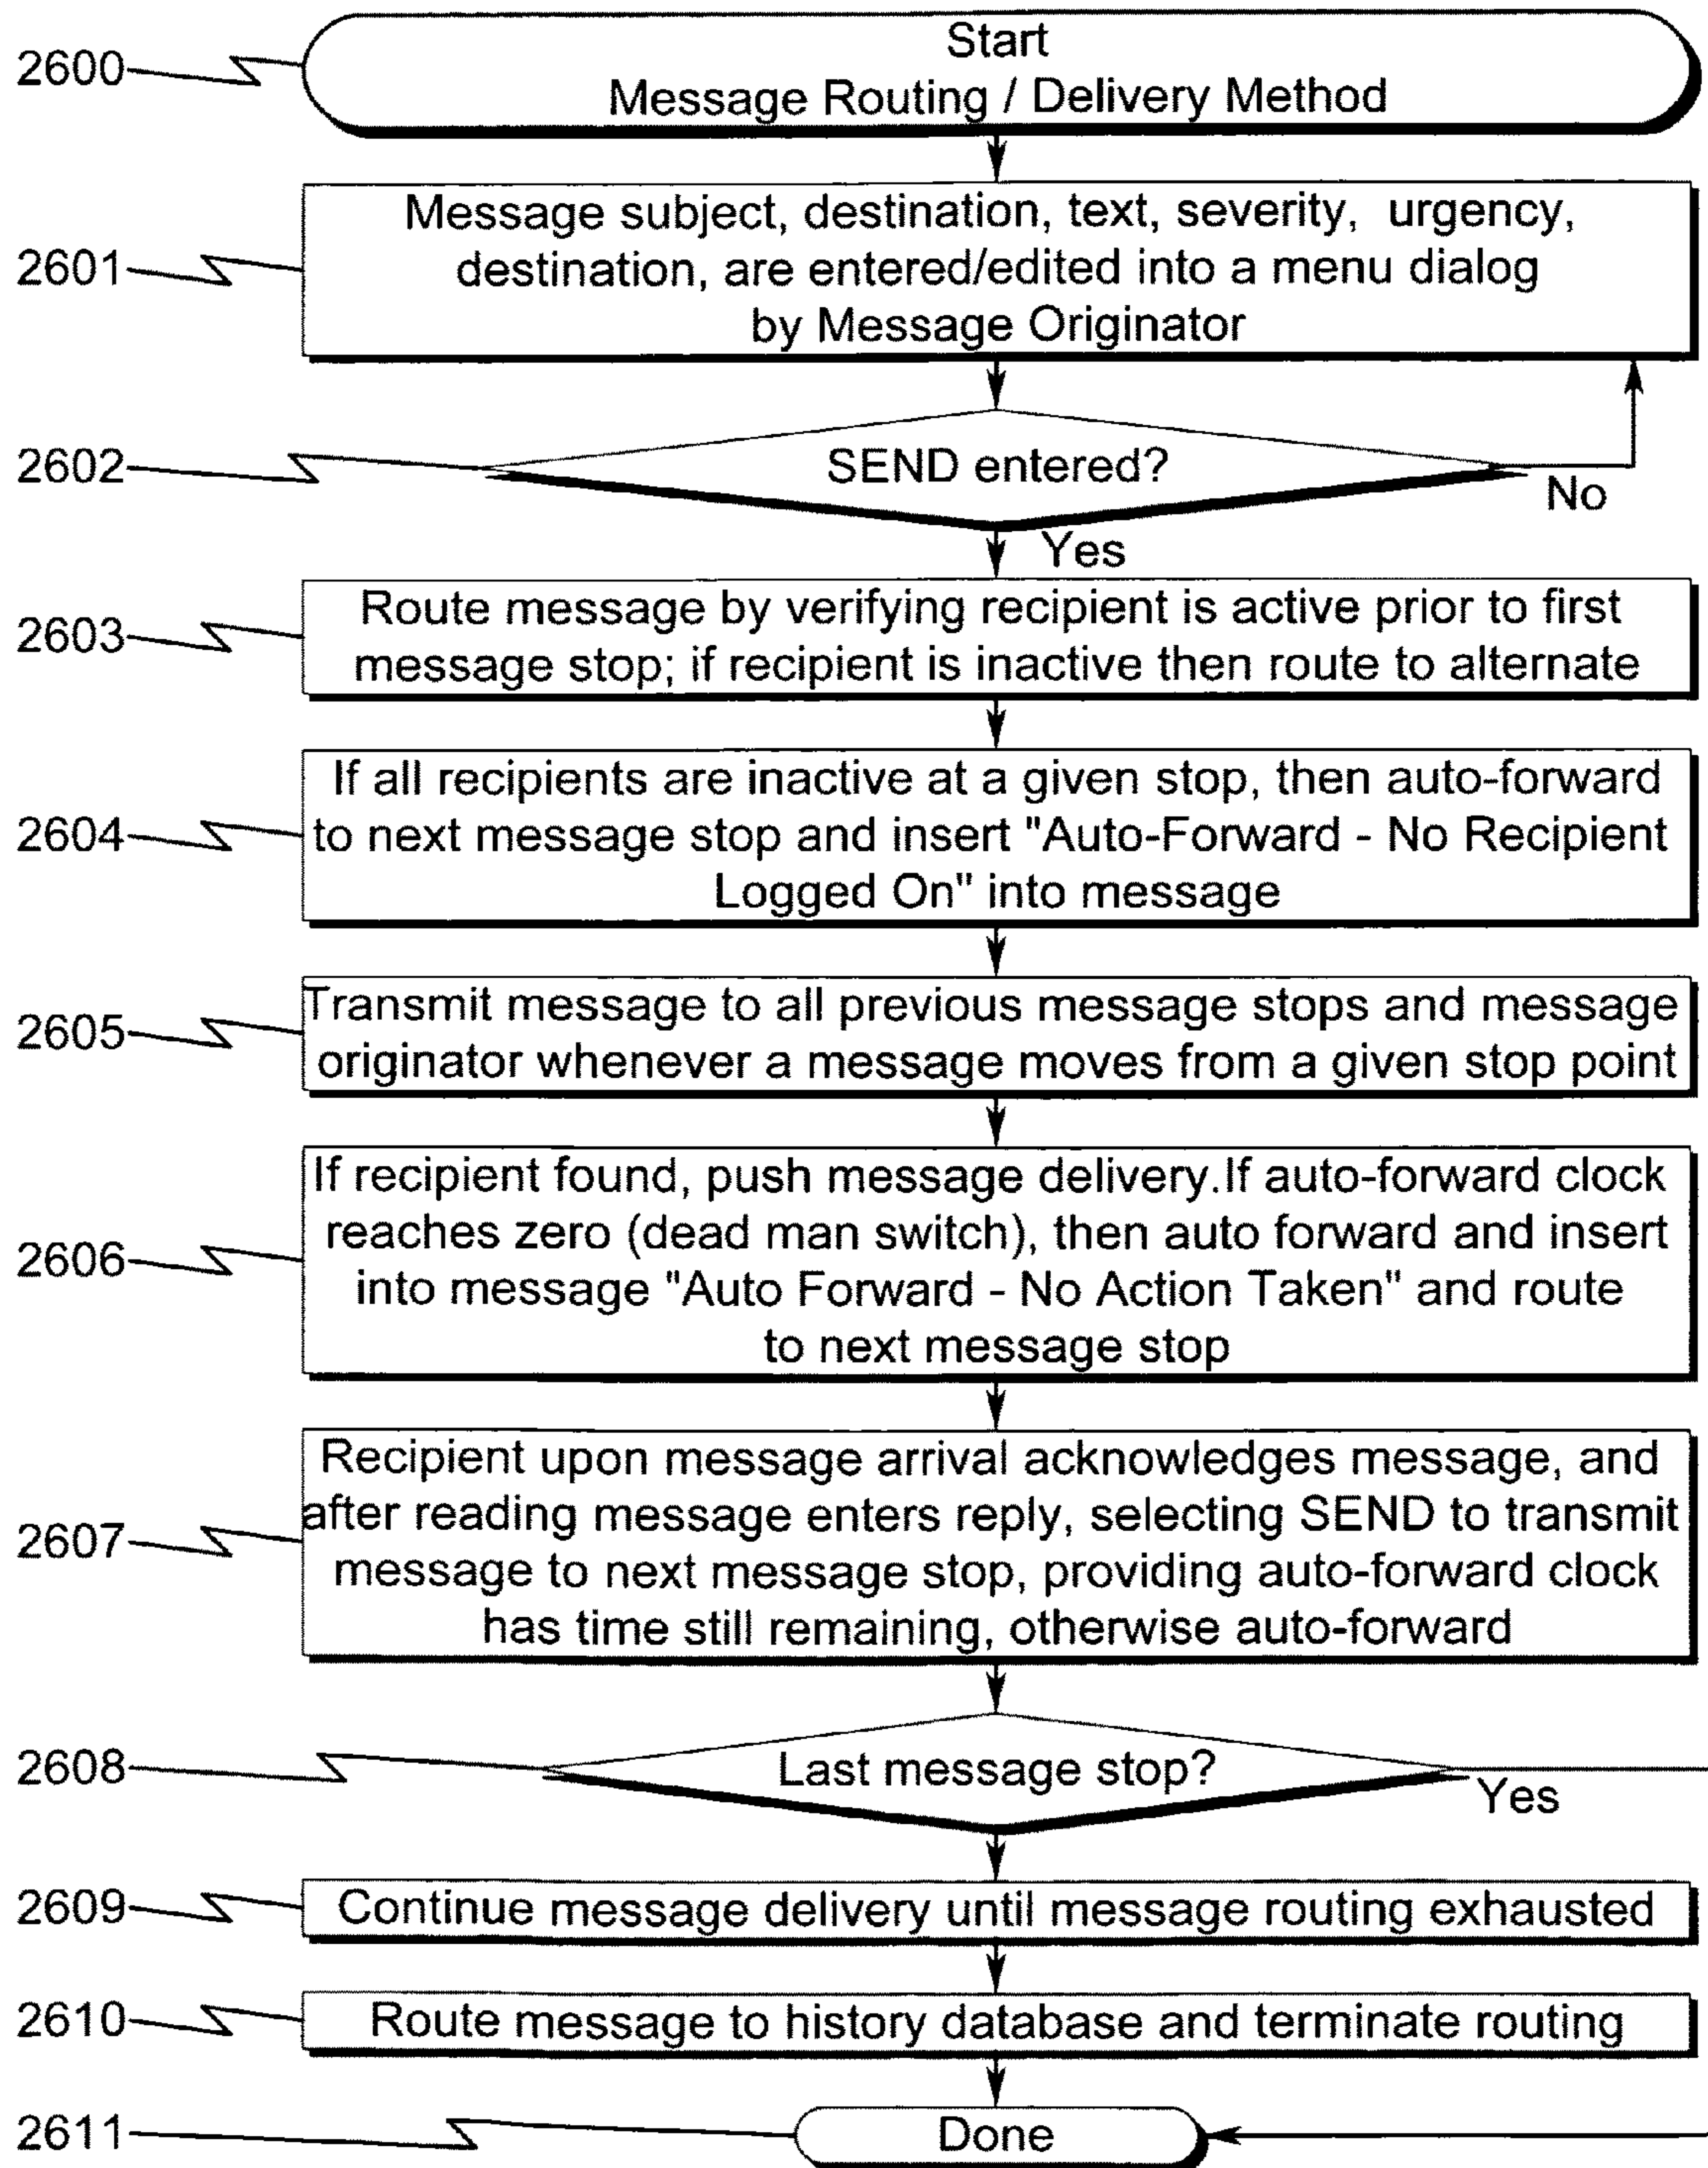 2600
Start
Message Routing / Delivery Method
2601
Message subject, destination, text, severity, urgency,
destination, are entered/edited into a menu dialog
by Message Originator
2602
SEND entered?
No
Yes
2603
Route message by verifying recipient is active prior to first
message stop; if recipient is inactive then route to alternate
2604
If all recipients are inactive at a given stop, then auto-forward
to next message stop and insert "Auto-Forward - No Recipient
Logged On" into message
2605
Transmit message to all previous message stops and message
originator whenever a message moves from a given stop point
2606
If recipient found, push message delivery.If auto-forward clock
reaches zero (dead man switch), then auto forward and insert
into message "Auto Forward - No Action Taken" and route
to next message stop
2607
Recipient upon message arrival acknowledges message, and
after reading message enters reply, selecting SEND to transmit
message to next message stop, providing auto-forward clock
has time still remaining, otherwise auto-forward
2608
Last message stop?
Yes
2609
Continue message delivery until message routing exhausted
2610
Route message to history database and terminate routing
2611
Done